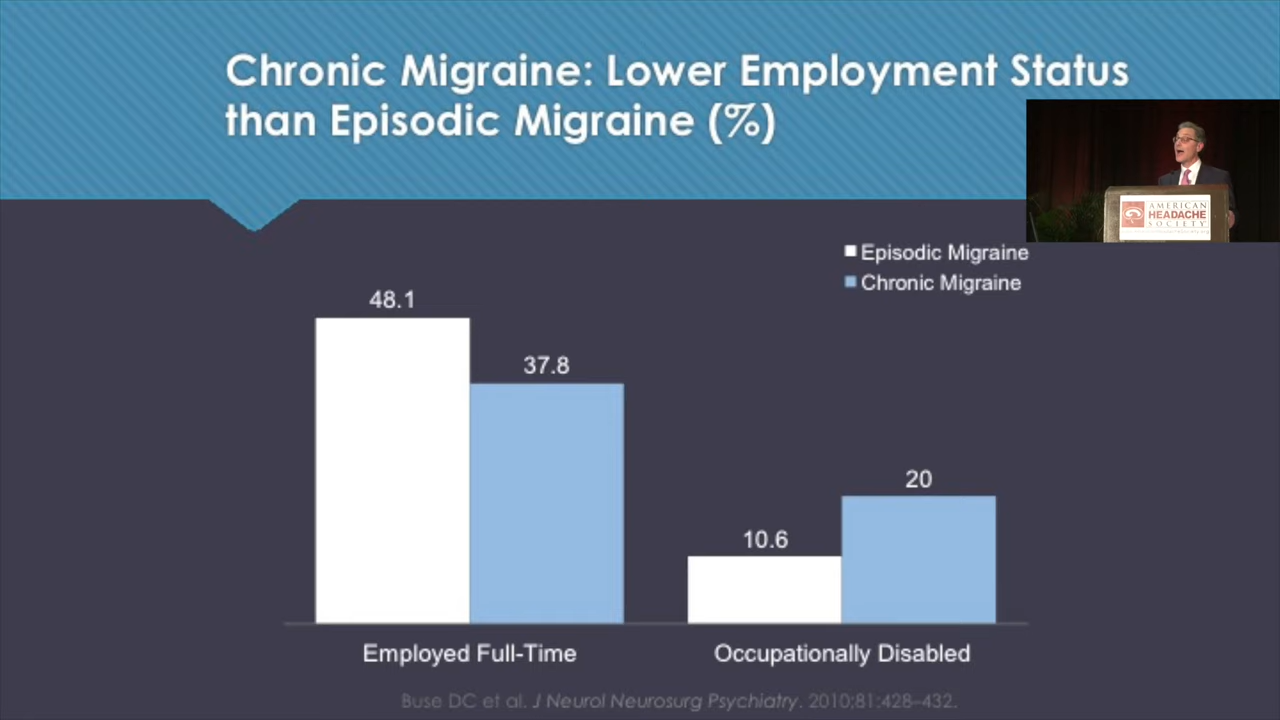 Chronic Migraine: Lower Employment Status
than Episodic Migraine (%)
AMERICAN
HEADACHE
SOCIETY
Episodic Migraine
Chronic Migraine
48.1
37.8
20
10.6
Employed Full-Time
Occupationally Disabled
Buse DC et al. J Neurol Neurosurg Psychiatry. 2010;81:428–432.